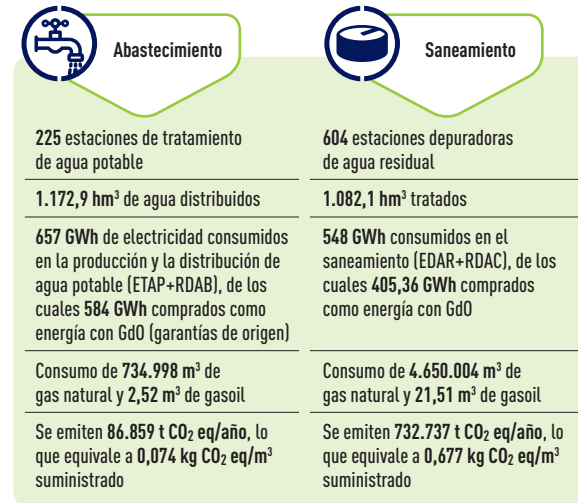 Abastecimiento
225 estaciones de tratamiento
de agua potable
1.172,9 hm³ de agua distribuidos
657 GWh de electricidad consumidos
en la producción y la distribución de
agua potable (ETAP+RDAB), de los
cuales 584 GWh comprados como
energía con GdO (garantías de origen)
Consumo de 734.998 m³ de
gas natural y 2,52 m³ de gasoil
Se emiten 86.859 t CO₂ eq/año, lo
que equivale a 0,074 kg CO₂ eq/m³
suministrado
Saneamiento
604 estaciones depuradoras
de agua residual
1.082,1 hm³ tratados
548 GWh consumidos en el
saneamiento (EDAR+RDAC), de los
cuales 405,36 GWh comprados
como energía con GdO
Consumo de 4.650.004 m³ de
gas natural y 21,51 m³ de gasoil
Se emiten 732.737 t CO₂ eq/año, lo
que equivale a 0,677 kg CO₂ eq/m³
suministrado